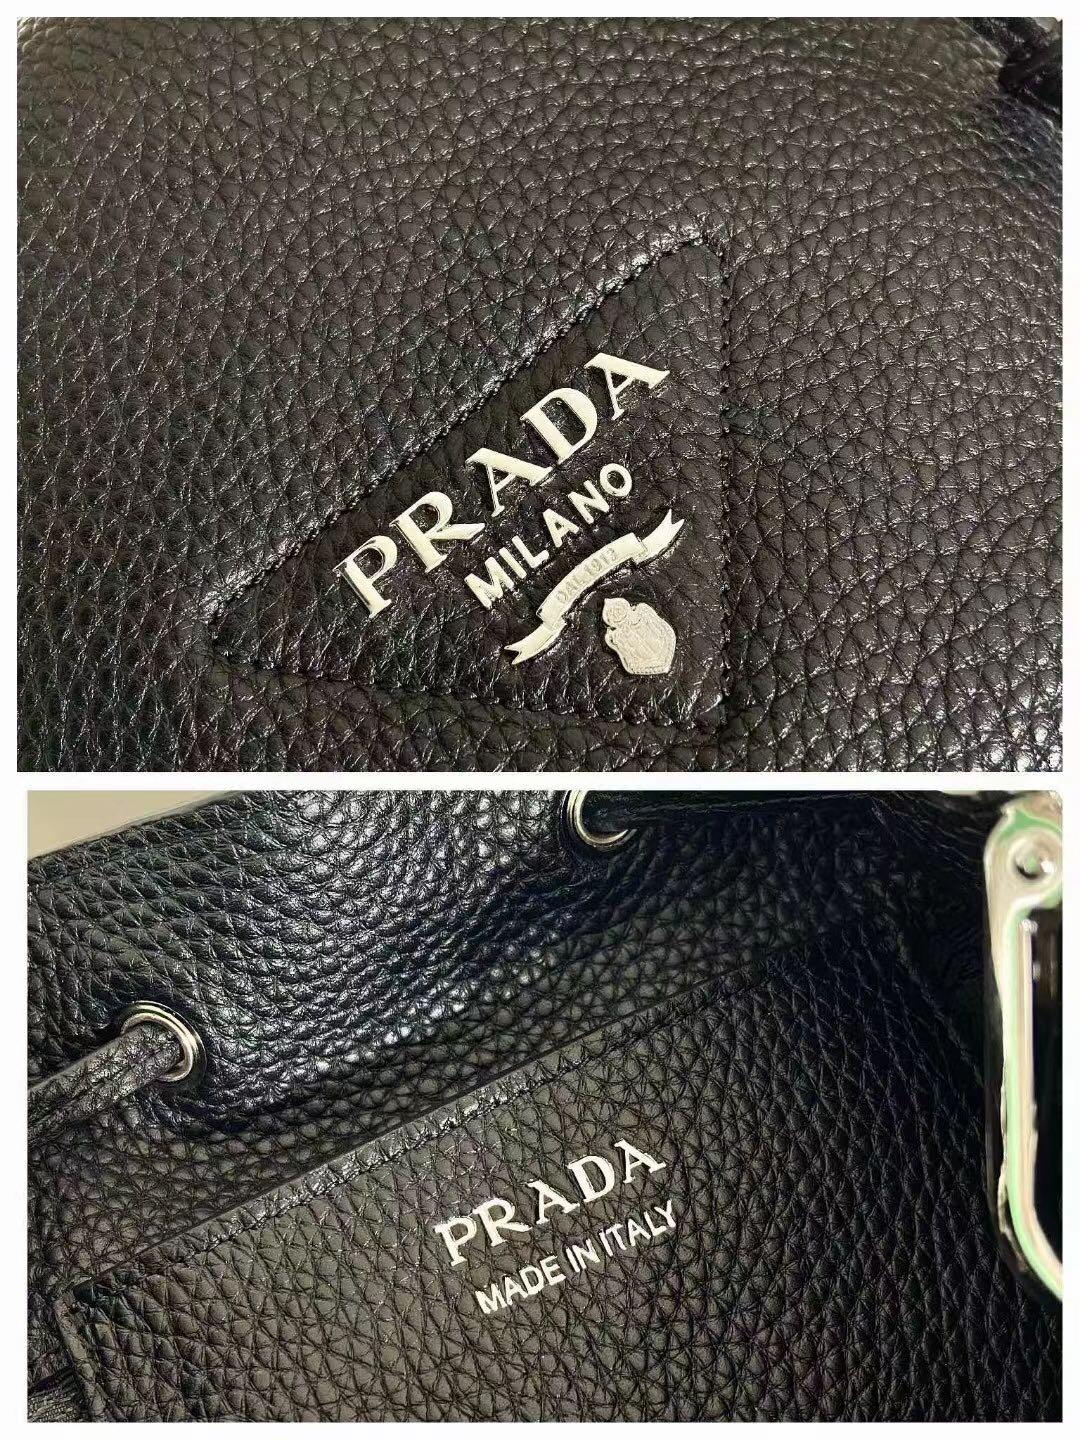 PRADA
MILANO
DAL 1913
PRADA
MADE IN ITALY